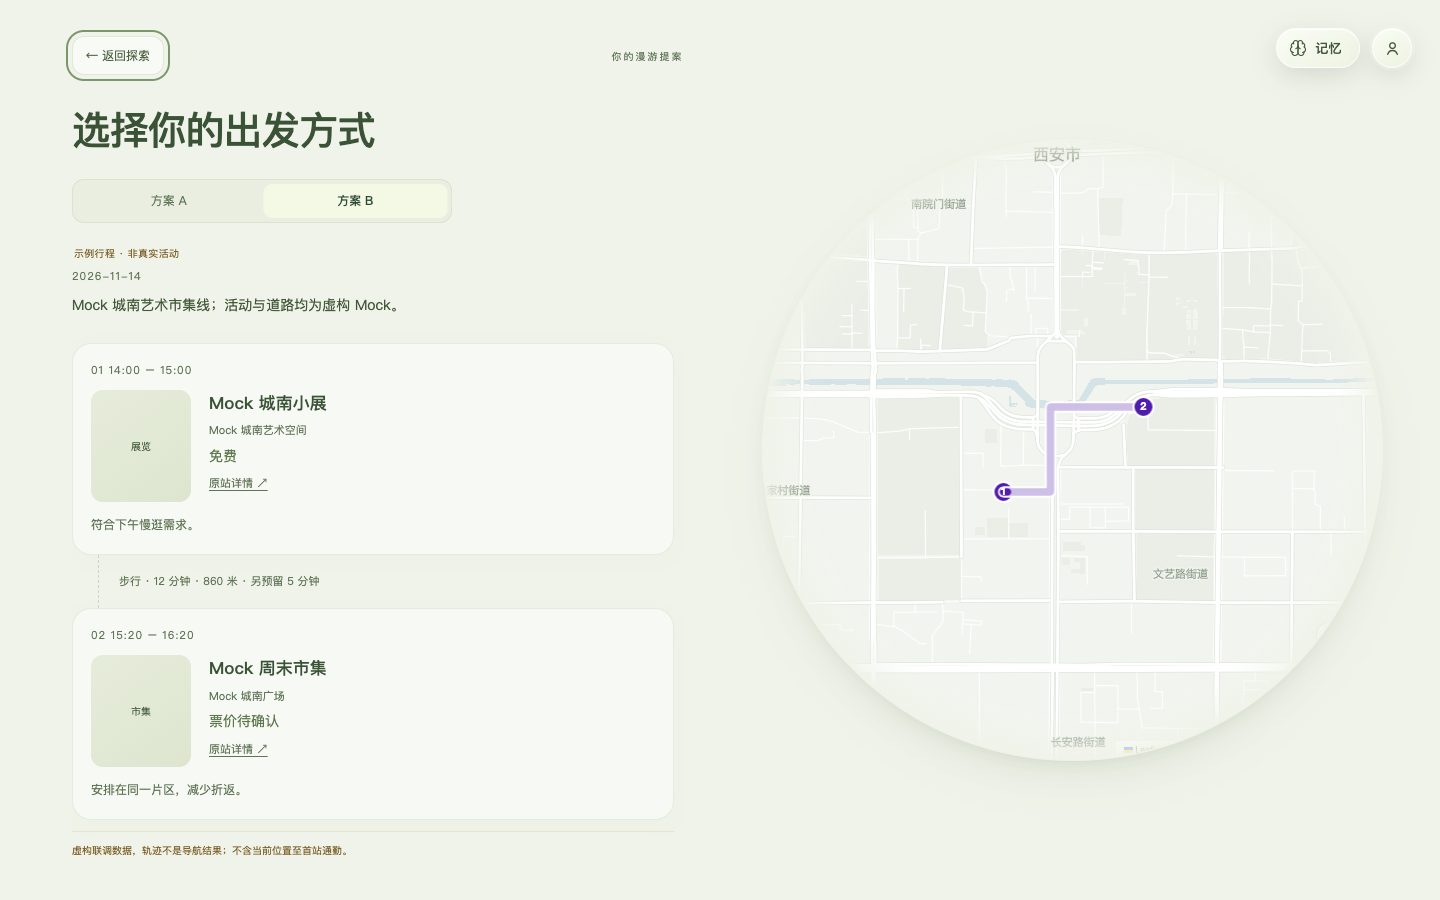 ← 返回探索
你的漫游提案
记忆
选择你的出发方式
方案 A
方案 B
示例行程 · 非真实活动
2026-11-14
Mock 城南艺术市集线；活动与道路均为虚构 Mock。
01 14:00 — 15:00
展览
Mock 城南小展
Mock 城南艺术空间
免费
原站详情 ↗
符合下午慢逛需求。
步行 · 12 分钟 · 860 米 · 另预留 5 分钟
02 15:20 — 16:20
市集
Mock 周末市集
Mock 城南广场
票价待确认
原站详情 ↗
安排在同一片区，减少折返。
虚构联调数据，轨迹不是导航结果；不含当前位置至首站通勤。
西安市
南院门街道
2
1
家村街道
文艺路街道
长安路街道